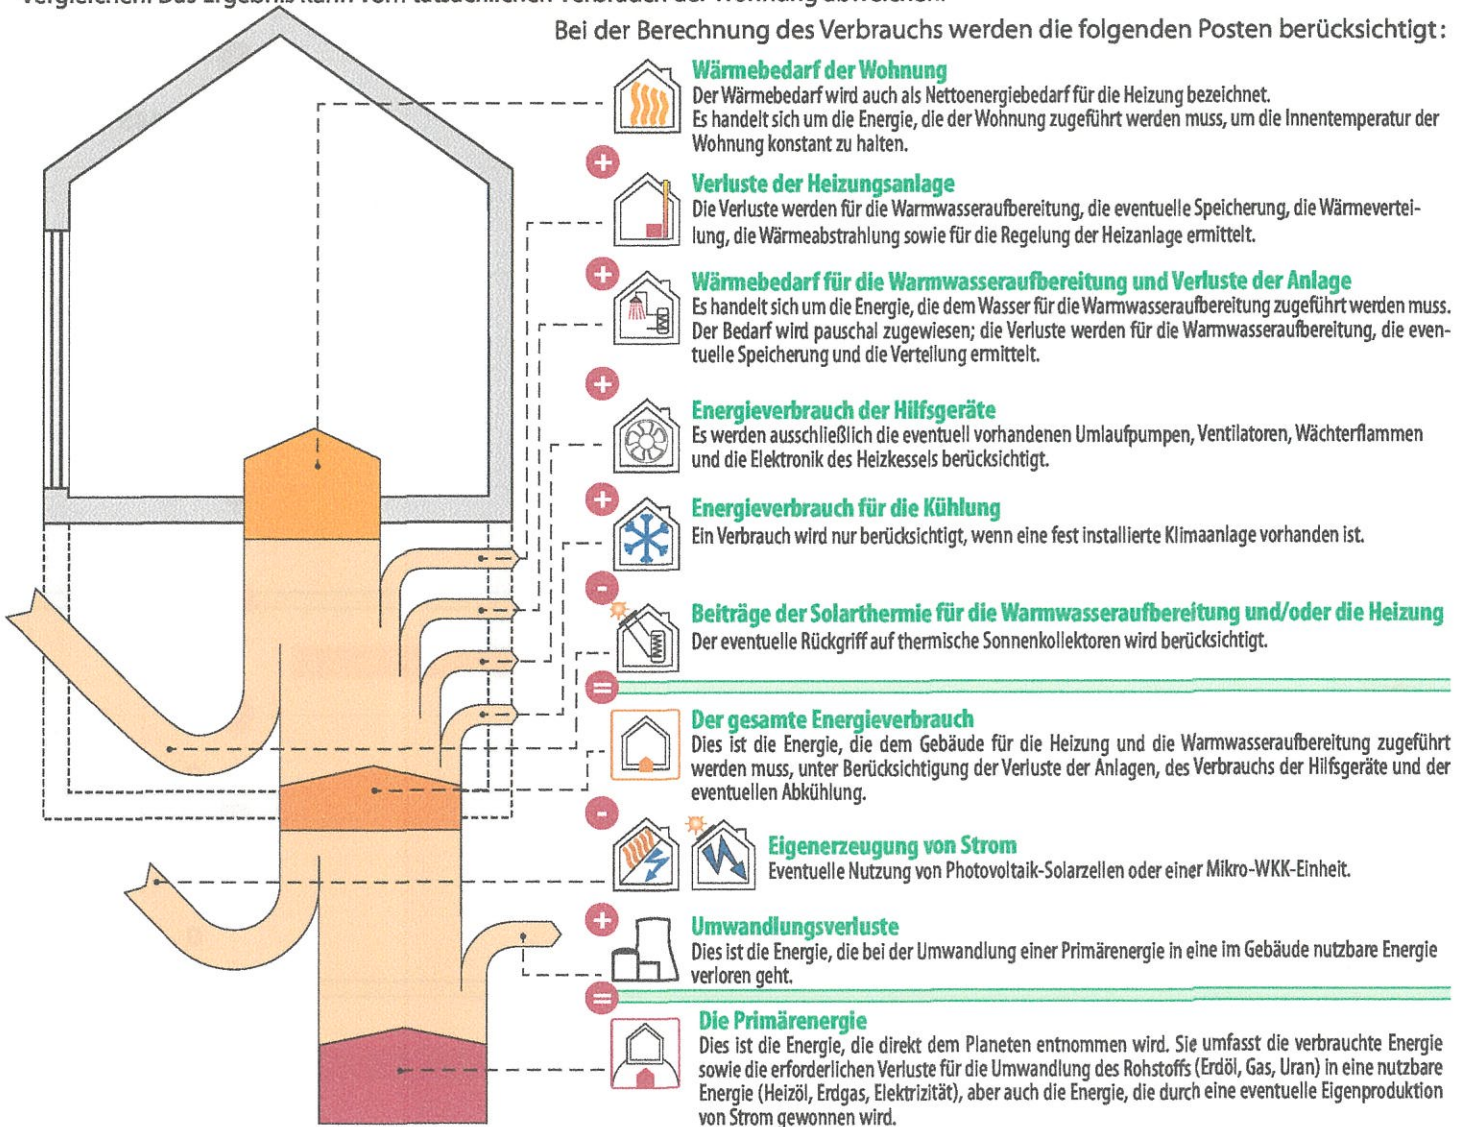 vergleichen. Das Ergebnis kann vom tatsächlichen Verbrauch der Wohnung abweichen.
Bei der Berechnung des Verbrauchs werden die folgenden Posten berücksichtigt:
Wärmebedarf der Wohnung
Der Wärmebedarf wird auch als Nettoenergiebedarf für die Heizung bezeichnet.
Es handelt sich um die Energie, die der Wohnung zugeführt werden muss, um die Innentemperatur der
Wohnung konstant zu halten.
+
Verluste der Heizungsanlage
Die Verluste werden für die Warmwasseraufbereitung, die eventuelle Speicherung, die Wärmevertei-
lung, die Wärmeabstrahlung sowie für die Regelung der Heizanlage ermittelt.
+
Wärmebedarf für die Warmwasseraufbereitung und Verluste der Anlage
Es handelt sich um die Energie, die dem Wasser für die Warmwasseraufbereitung zugeführt werden muss.
Der Bedarf wird pauschal zugewiesen; die Verluste werden für die Warmwasseraufbereitung, die even-
tuelle Speicherung und die Verteilung ermittelt.
+
Energieverbrauch der Hilfsgeräte
Es werden ausschließlich die eventuell vorhandenen Umlaufpumpen, Ventilatoren, Wächterflammen
und die Elektronik des Heizkessels berücksichtigt.
+
Energieverbrauch für die Kühlung
Ein Verbrauch wird nur berücksichtigt, wenn eine fest installierte Klimaanlage vorhanden ist.
-
Beiträge der Solarthermie für die Warmwasseraufbereitung und/oder die Heizung
Der eventuelle Rückgriff auf thermische Sonnenkollektoren wird berücksichtigt.
=
Der gesamte Energieverbrauch
Dies ist die Energie, die dem Gebäude für die Heizung und die Warmwasseraufbereitung zugeführt
werden muss, unter Berücksichtigung der Verluste der Anlagen, des Verbrauchs der Hilfsgeräte und der
eventuellen Abkühlung.
-
Eigenerzeugung von Strom
Eventuelle Nutzung von Photovoltaik-Solarzellen oder einer Mikro-WKK-Einheit.
+
Umwandlungsverluste
Dies ist die Energie, die bei der Umwandlung einer Primärenergie in eine im Gebäude nutzbare Energie
verloren geht.
=
Die Primärenergie
Dies ist die Energie, die direkt dem Planeten entnommen wird. Sie umfasst die verbrauchte Energie
sowie die erforderlichen Verluste für die Umwandlung des Rohstoffs (Erdöl, Gas, Uran) in eine nutzbare
Energie (Heizöl, Erdgas, Elektrizität), aber auch die Energie, die durch eine eventuelle Eigenproduktion
von Strom gewonnen wird.